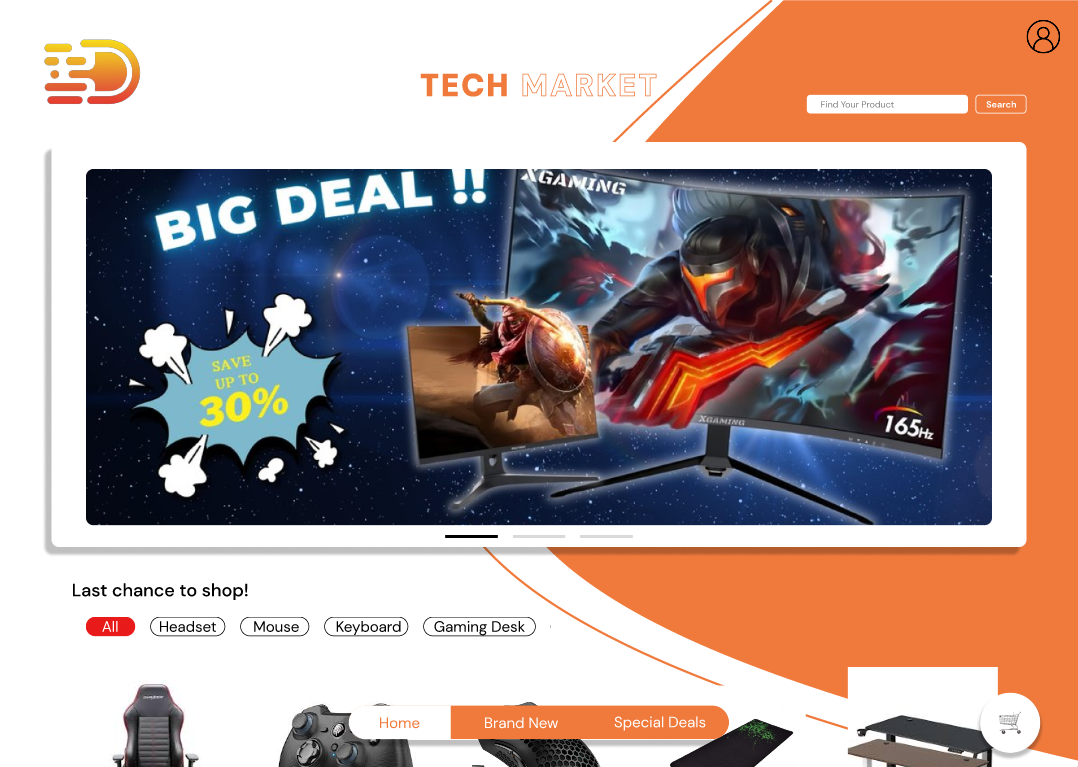 TECH MARKET
Find Your Product
Search
BIG DEAL !!
XGAMING
SAVE
UP TO
30%
XGAMING
165Hz
Last chance to shop!
All
Headset
Mouse
Keyboard
Gaming Desk
Home
Brand New
Special Deals